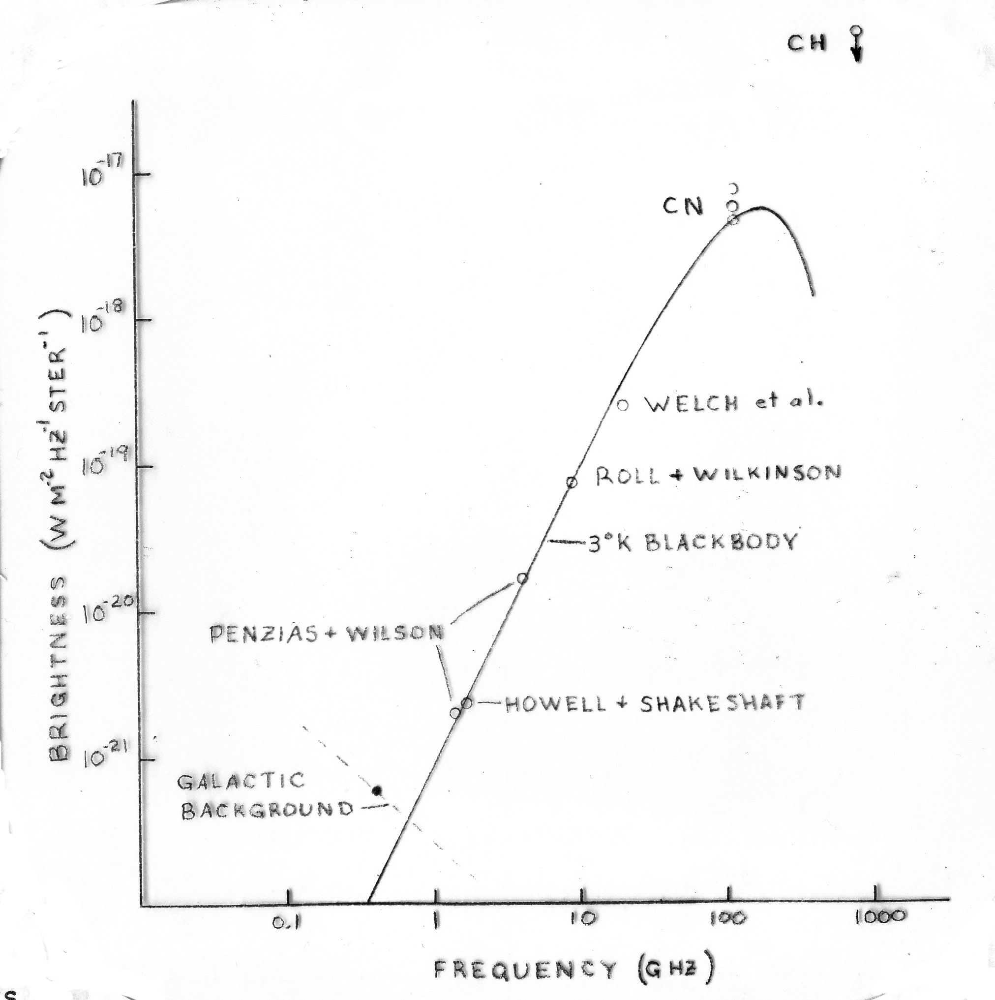 CH
10⁻¹⁷
CN
10⁻¹⁸
WELCH et al.
10⁻¹⁹
ROLL + WILKINSON
3°K BLACKBODY
10⁻²⁰
PENZIAS + WILSON
HOWELL + SHAKESHAFT
10⁻²¹
GALACTIC
BACKGROUND
BRIGHTNESS (W M⁻² HZ⁻¹ STER⁻¹)
0.1 1 10 100 1000
FREQUENCY (GHZ)